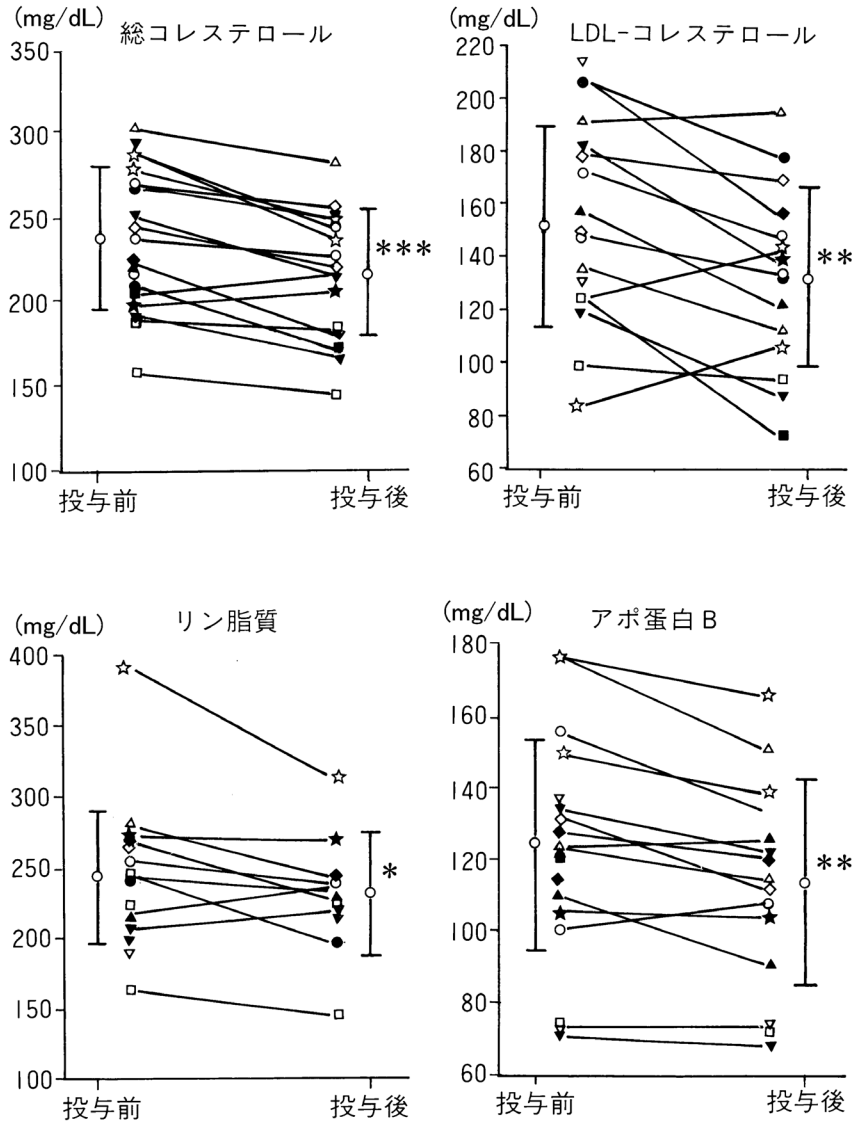 (mg/dL)
総コレステロール
350
300
250
200
150
100
***
投与前
投与後
(mg/dL)
LDL-コレステロール
220
200
180
160
140
120
100
80
60
**
投与前
投与後
(mg/dL)
リン脂質
400
350
300
250
200
150
100
*
投与前
投与後
(mg/dL)
アポ蛋白B
180
160
140
120
100
80
60
**
投与前
投与後